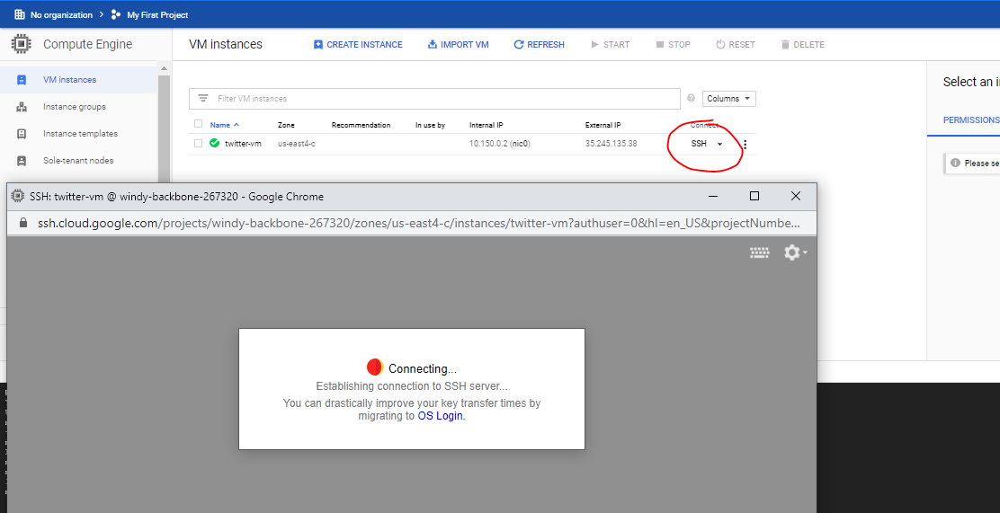 No organization > My First Project
Compute Engine
VM instances
CREATE INSTANCE
IMPORT VM
REFRESH
START
STOP
RESET
DELETE
VM instances
Instance groups
Instance templates
Sole-tenant nodes
Filter VM instances
Columns
Name Zone Recommendation In use by Internal IP External IP Connect
twitter-vm us-east4-c 10.150.0.2 (nic0) 35.245.135.38 SSH
Select an i
PERMISSIONS
Please se
SSH: twitter-vm @ windy-backbone-267320 - Google Chrome
ssh.cloud.google.com/projects/windy-backbone-267320/zones/us-east4-c/instances/twitter-vm?authuser=0&hl=en_US&projectNumbe...
Connecting...
Establishing connection to SSH server...
You can drastically improve your key transfer times by
migrating to OS Login.